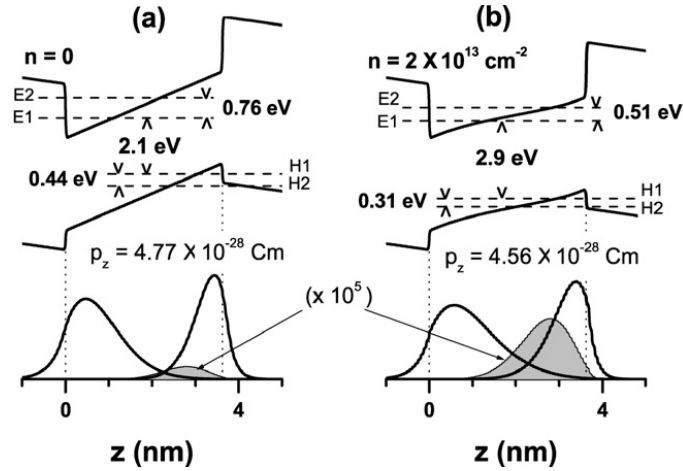 (a)
n = 0
E2
E1
0.76 eV
2.1 eV
0.44 eV
H1
H2
p_z = 4.77 X 10^-28 Cm
0
4
z (nm)
(x 10^5)
(b)
n = 2 X 10^13 cm^-2
E2
E1
0.51 eV
2.9 eV
0.31 eV
H1
H2
p_z = 4.56 X 10^-28 Cm
0
4
z (nm)